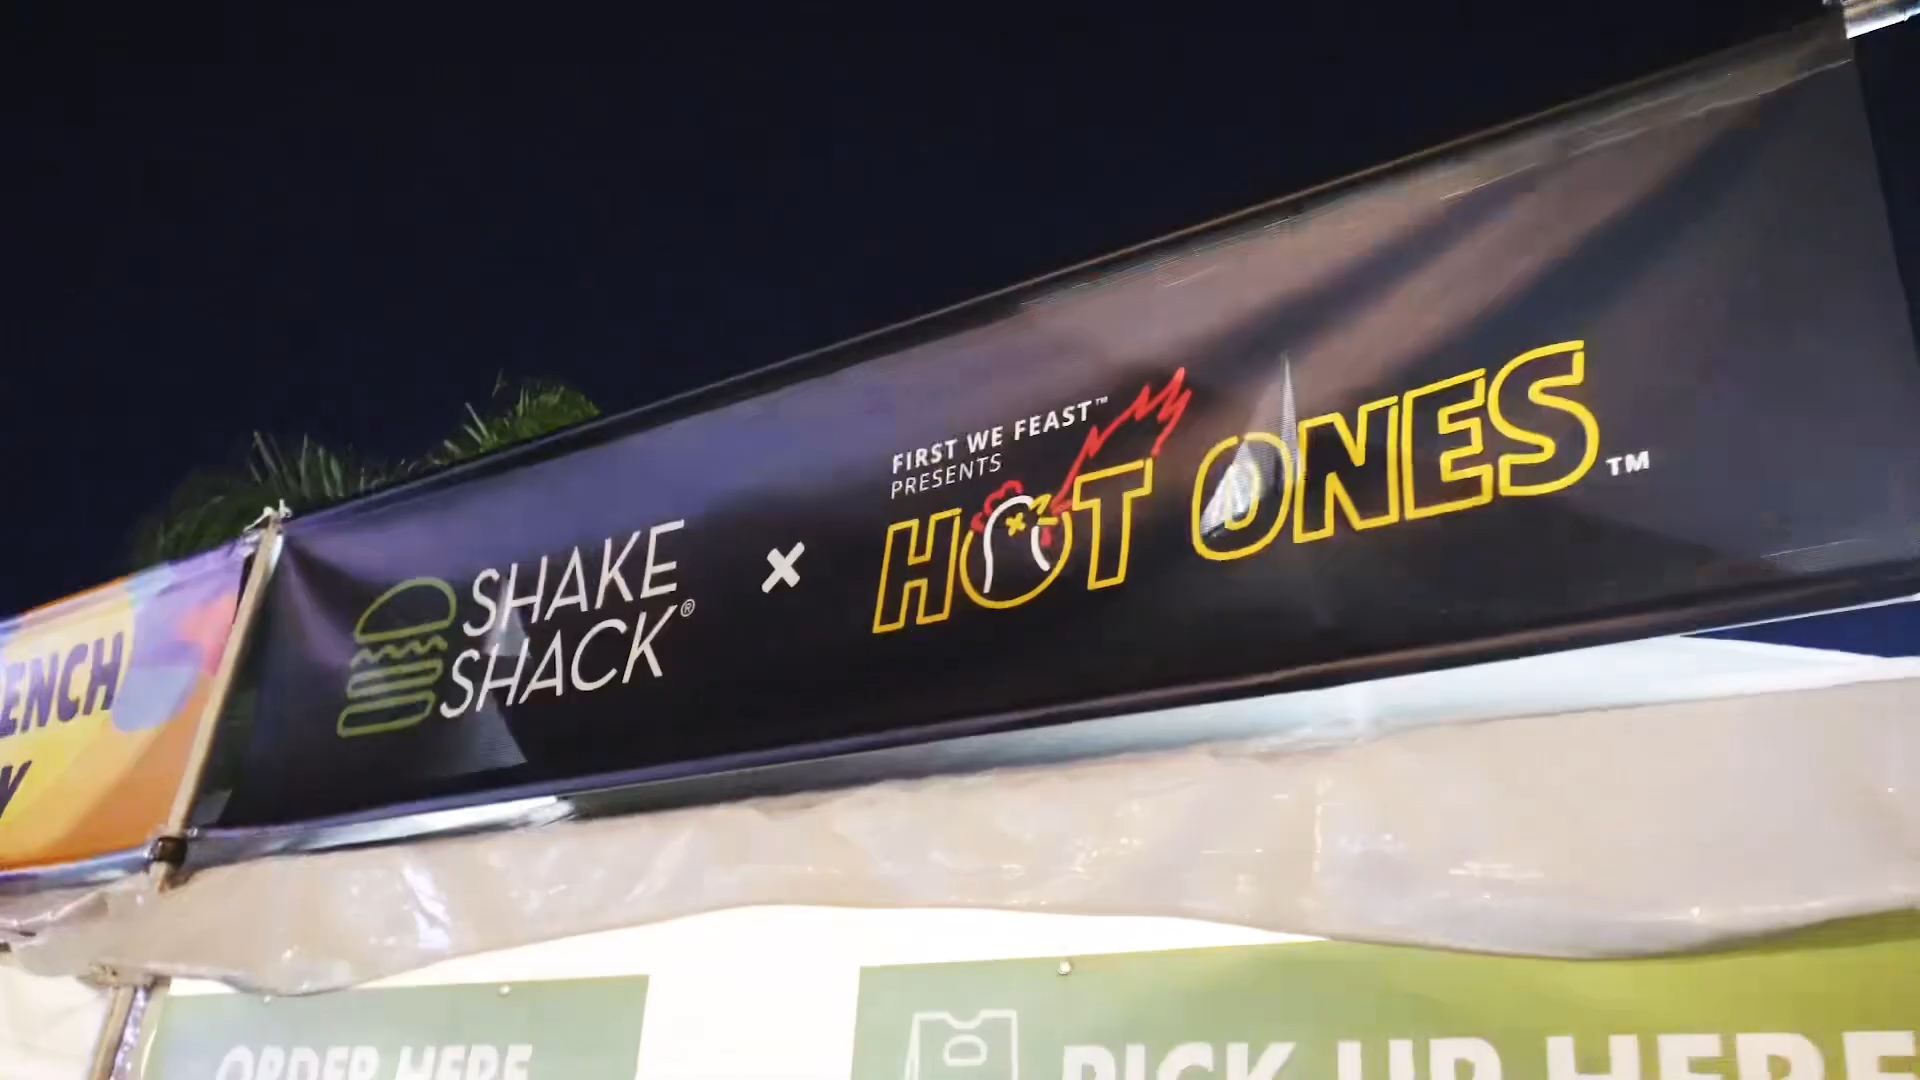 SHAKE
SHACK®
×
FIRST WE FEAST™
PRESENTS
HOT ONES™
ENCH
Y
ORDER HERE
PICK UP HERE